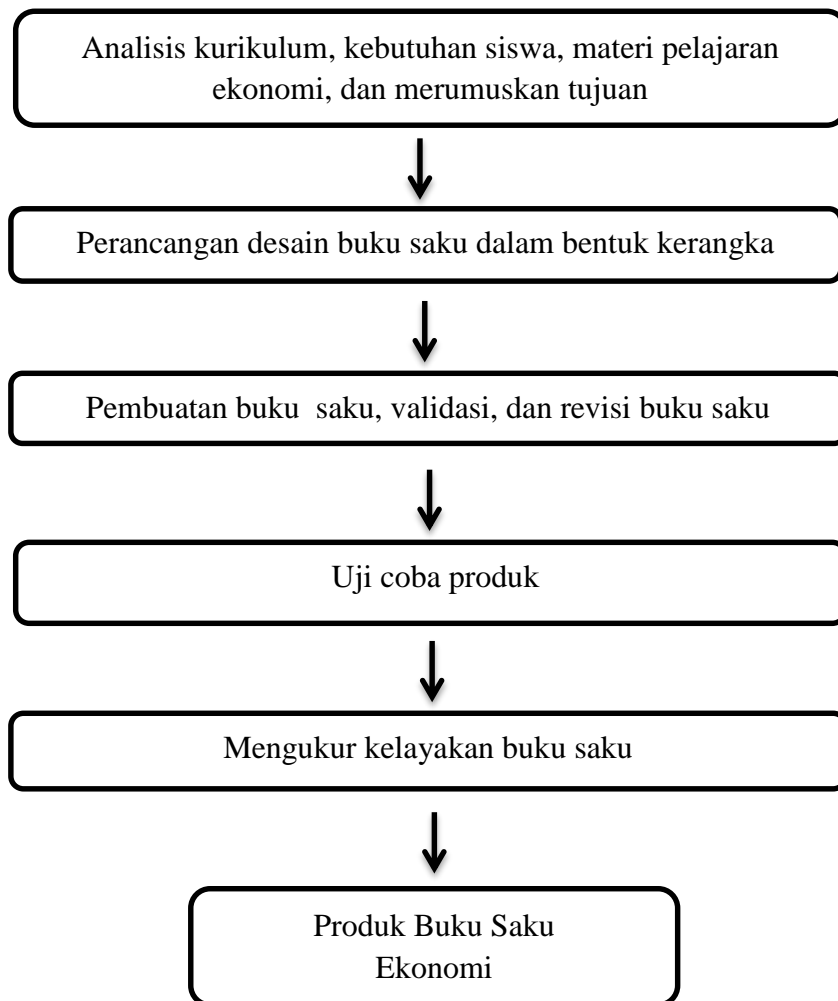 Analisis kurikulum, kebutuhan siswa, materi pelajaran
ekonomi, dan merumuskan tujuan
Perancangan desain buku saku dalam bentuk kerangka
Pembuatan buku saku, validasi, dan revisi buku saku
Uji coba produk
Mengukur kelayakan buku saku
Produk Buku Saku
Ekonomi